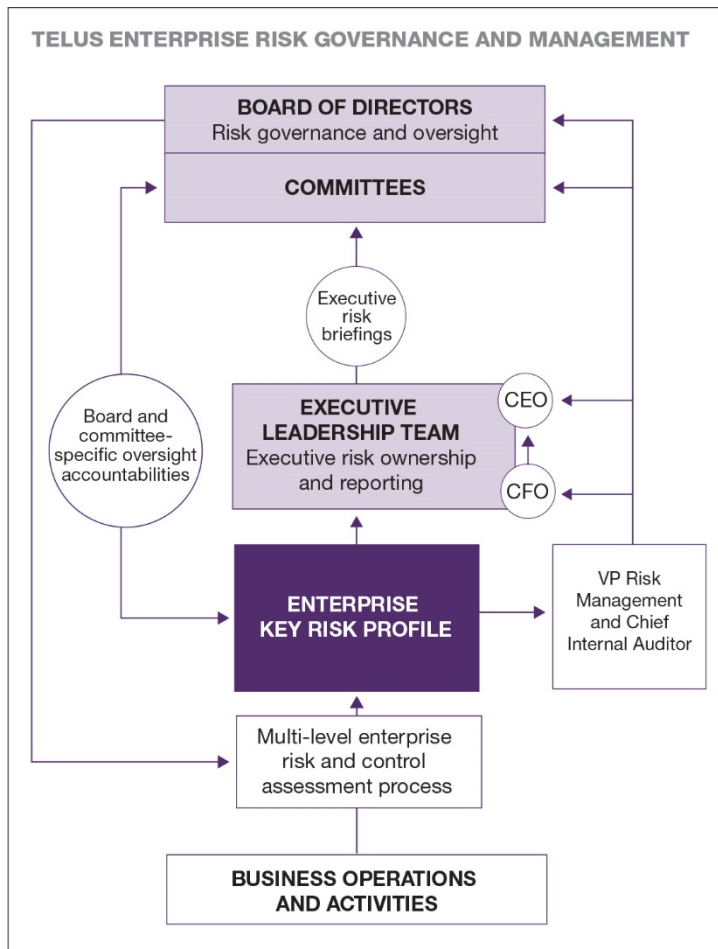 TELUS ENTERPRISE RISK GOVERNANCE AND MANAGEMENT
BOARD OF DIRECTORS
Risk governance and oversight
COMMITTEES
Executive
risk
briefings
Board and
committee-
specific oversight
accountabilities
EXECUTIVE
LEADERSHIP TEAM
Executive risk ownership
and reporting
CEO
CFO
ENTERPRISE
KEY RISK PROFILE
VP Risk
Management
and Chief
Internal Auditor
Multi-level enterprise
risk and control
assessment process
BUSINESS OPERATIONS
AND ACTIVITIES